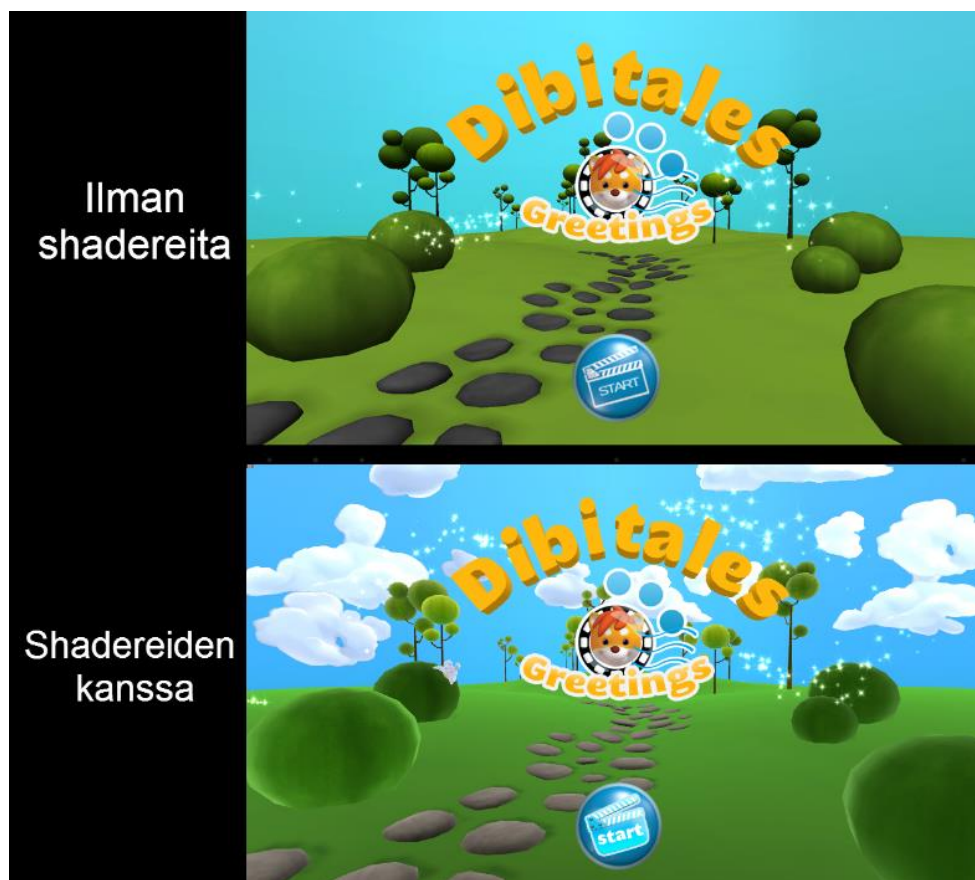 Ilman
shadereita
Dibitales
Greetings
START
Shadereiden
kanssa
Dibitales
Greetings
start